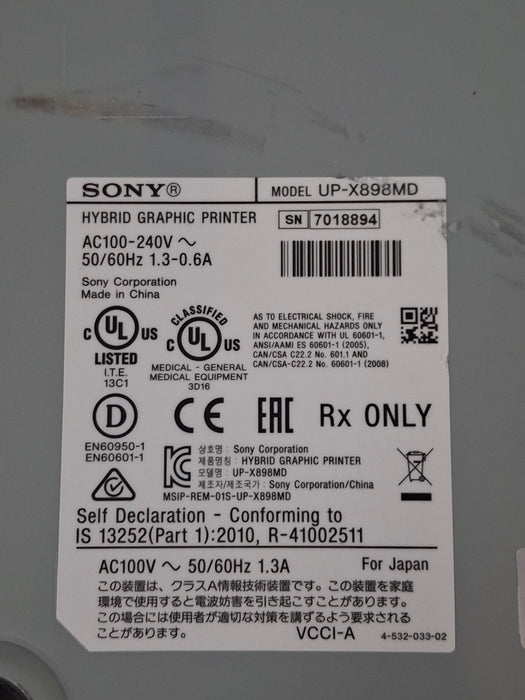 SONY®
MODEL UP-X898MD
HYBRID GRAPHIC PRINTER
SN 7018894
AC100-240V ~
50/60Hz 1.3-0.6A
Sony Corporation
Made in China
C UL US
LISTED
I.T.E.
13C1
CLASSIFIED
C UL US
MEDICAL - GENERAL
MEDICAL EQUIPMENT
3D16
AS TO ELECTRICAL SHOCK, FIRE
AND MECHANICAL HAZARDS ONLY
IN ACCORDANCE WITH UL 60601-1,
ANSI/AAMI ES 60601-1 (2005),
CAN/CSA C22.2 No. 601.1 AND
CAN/CSA-C22.2 No. 60601-1 (2008)
D
EN60950-1
EN60601-1
CE
EAC
Rx ONLY
상호명 : Sony Corporation
제품명칭 : HYBRID GRAPHIC PRINTER
모델명 : UP-X898MD
제조자/제조국가 : Sony Corporation/China
MSIP-REM-01S-UP-X898MD
Self Declaration - Conforming to
IS 13252(Part 1):2010, R-41002511
AC100V ~ 50/60Hz 1.3A
For Japan
この装置は、クラスA情報技術装置です。この装置を家庭
環境で使用すると電波妨害を引き起こすことがあります。
この場合には使用者が適切な対策を講ずるよう要求される
ことがあります。
VCCI-A
4-532-033-02